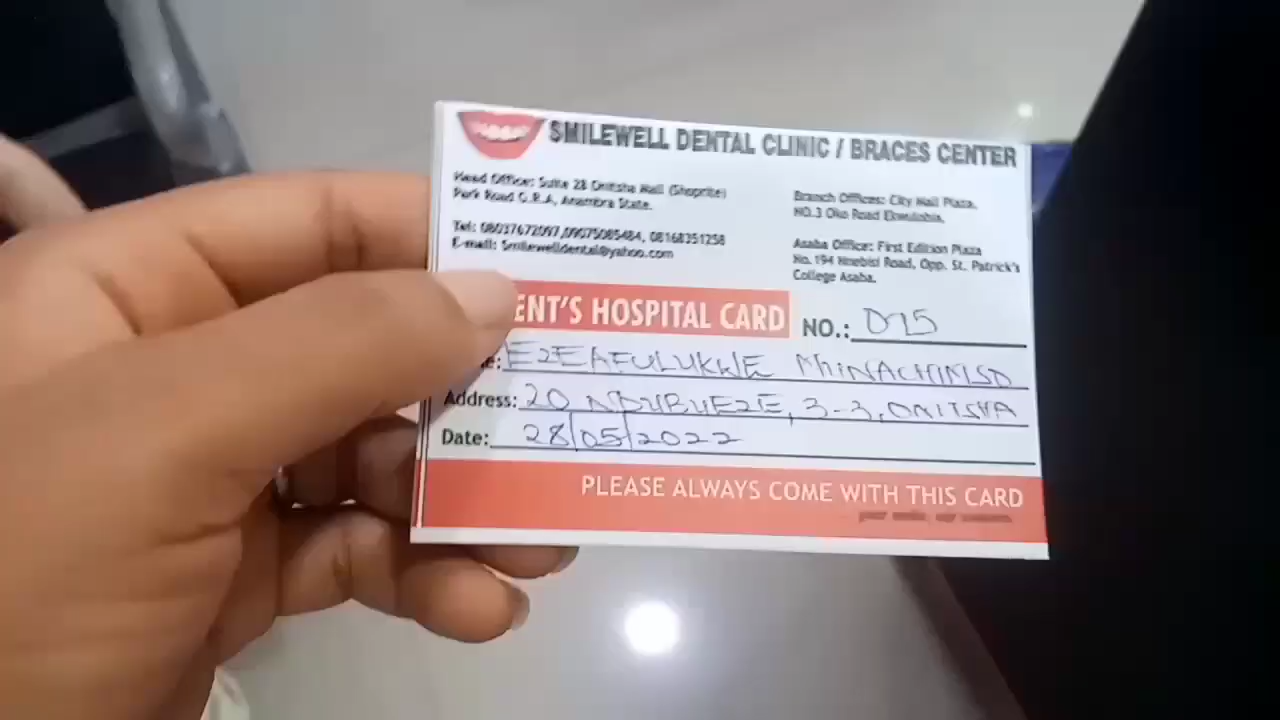 SMILEWELL DENTAL CLINIC / BRACES CENTER
Head Office: Suite 28 Onitsha Mall (Shoprite)
Park Road G.R.A, Anambra State.
Tel: 08037672097,09075085484, 08168351258
E-mail: Smilewelldental@yahoo.com
Branch Offices: City Mall Plaza,
NO.3 Oko Road Ekwulobia.
Asaba Office: First Edition Plaza
No. 194 Nnebisi Road, Opp. St. Patrick's
College Asaba.
ENT'S HOSPITAL CARD
NO.: 075
e: EZEAFULUKWE
Address: 20 NDUBUEZE, 3-3, ONITSHA
Date: 28/05/2022
PLEASE ALWAYS COME WITH THIS CARD